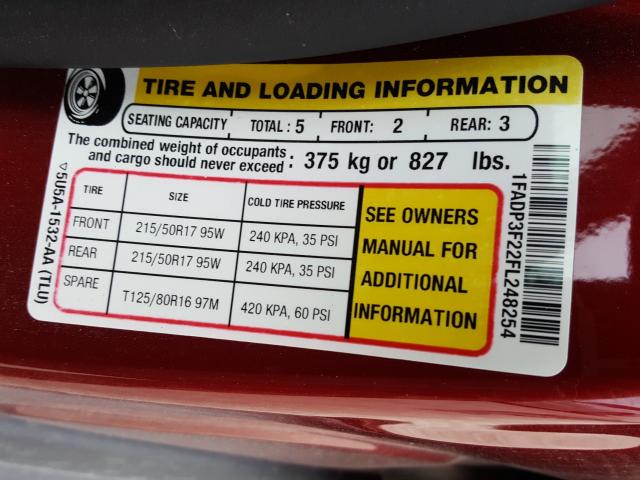 TIRE AND LOADING INFORMATION
SEATING CAPACITY TOTAL : 5 FRONT: 2 REAR: 3
The combined weight of occupants
and cargo should never exceed : 375 kg or 827 lbs.
TIRE SIZE COLD TIRE PRESSURE
FRONT 215/50R17 95W 240 KPA, 35 PSI
REAR 215/50R17 95W 240 KPA, 35 PSI
SPARE T125/80R16 97M 420 KPA, 60 PSI
SEE OWNERS
MANUAL FOR
ADDITIONAL
INFORMATION
▽5U5A-1532-AA (TLU)
1FADP3F22FL248254